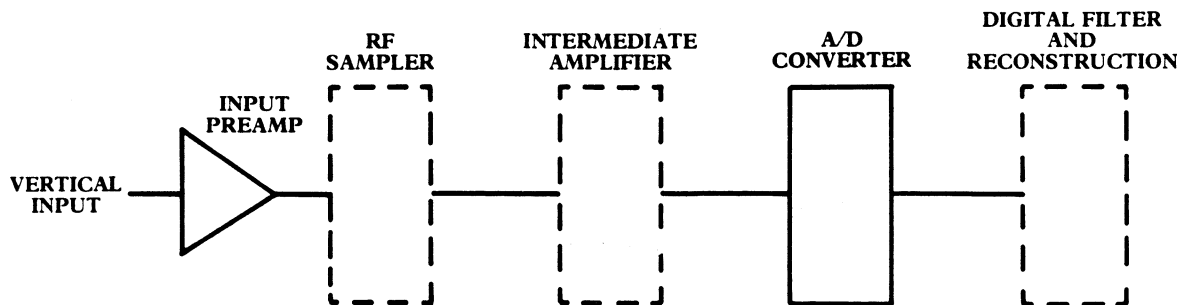 VERTICAL
INPUT
INPUT
PREAMP
RF
SAMPLER
INTERMEDIATE
AMPLIFIER
A/D
CONVERTER
DIGITAL FILTER
AND
RECONSTRUCTION